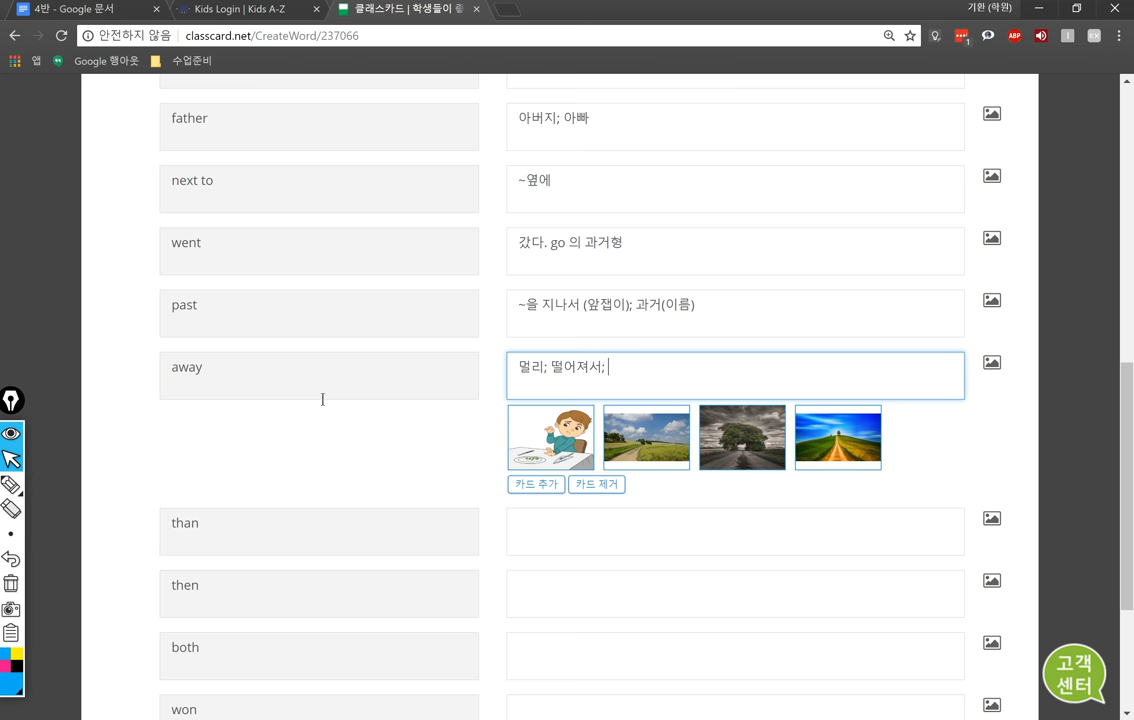 4반 - Google 문서
Kids Login | Kids A-Z
클래스카드 | 학생들이 좋
기환 (학원)
안전하지 않음 classcard.net/CreateWord/237066
앱 Google 행아웃 수업준비
father 아버지; 아빠
next to ~옆에
went 갔다. go 의 과거형
past ~을 지나서 (앞잽이); 과거(이름)
away 멀리; 떨어져서;
카드 추가 카드 제거
than
then
both
won
고객
센터
ABP
1